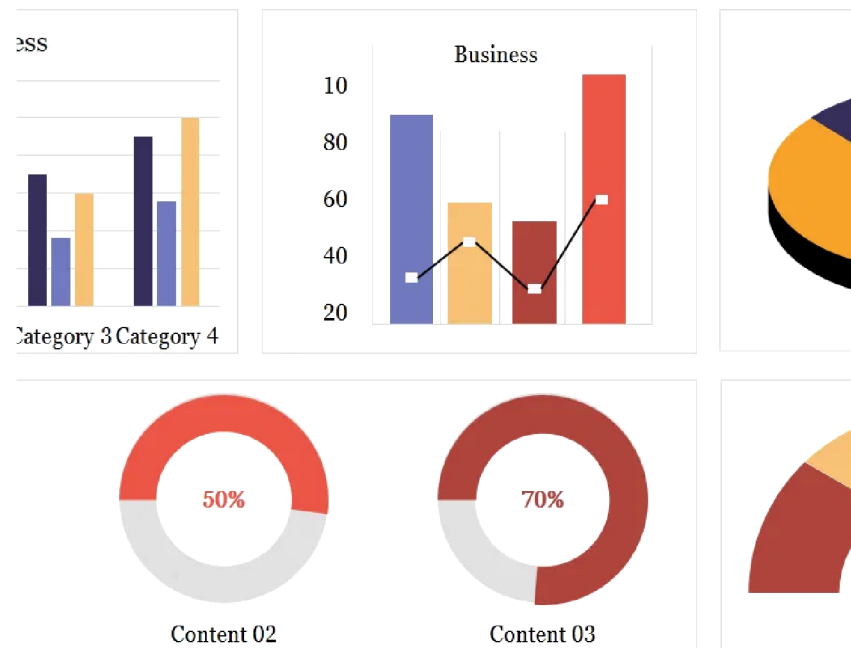 ess
Category 3 Category 4
Business
10
80
60
40
20
50%
Content 02
70%
Content 03